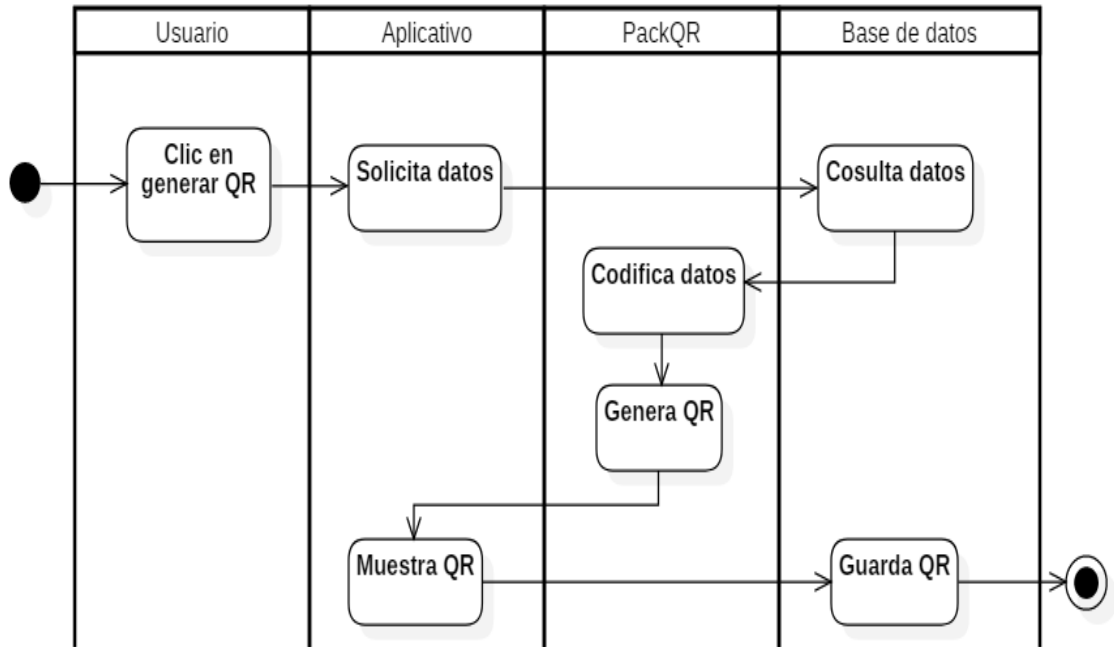 Usuario
Aplicativo
PackQR
Base de datos
Clic en
generar QR
Solicita datos
Cosulta datos
Codifica datos
Genera QR
Muestra QR
Guarda QR